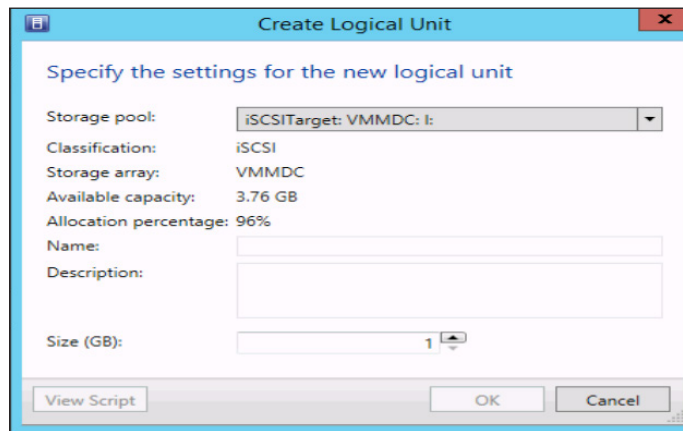 Create Logical Unit
x
Specify the settings for the new logical unit
Storage pool: iSCSITarget: VMMDC: I:
Classification: iSCSI
Storage array: VMMDC
Available capacity: 3.76 GB
Allocation percentage: 96%
Name:
Description:
Size (GB): 1
View Script OK Cancel